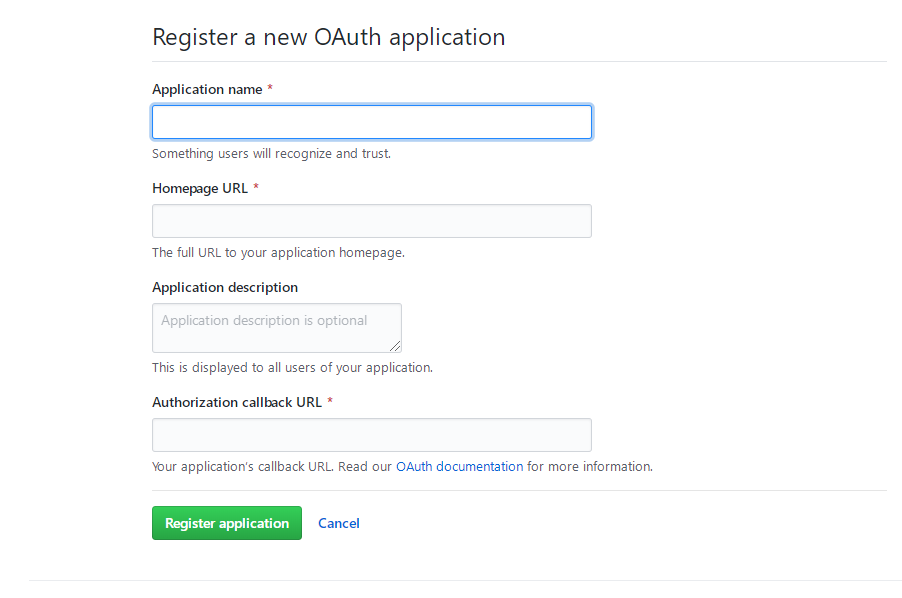 Register a new OAuth application
Application name *
Something users will recognize and trust.
Homepage URL *
The full URL to your application homepage.
Application description
Application description is optional
This is displayed to all users of your application.
Authorization callback URL *
Your application's callback URL. Read our OAuth documentation for more information.
Register application Cancel